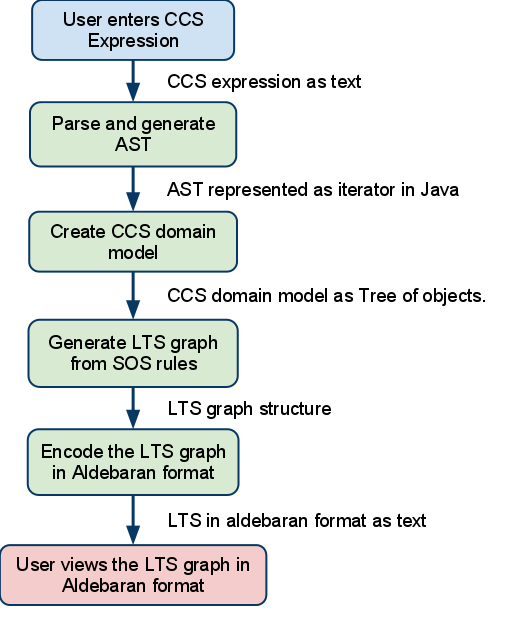 User enters CCS
Expression
CCS expression as text
Parse and generate
AST
AST represented as iterator in Java
Create CCS domain
model
CCS domain model as Tree of objects.
Generate LTS graph
from SOS rules
LTS graph structure
Encode the LTS graph
in Aldebaran format
LTS in aldebaran format as text
User views the LTS graph in
Aldebaran format